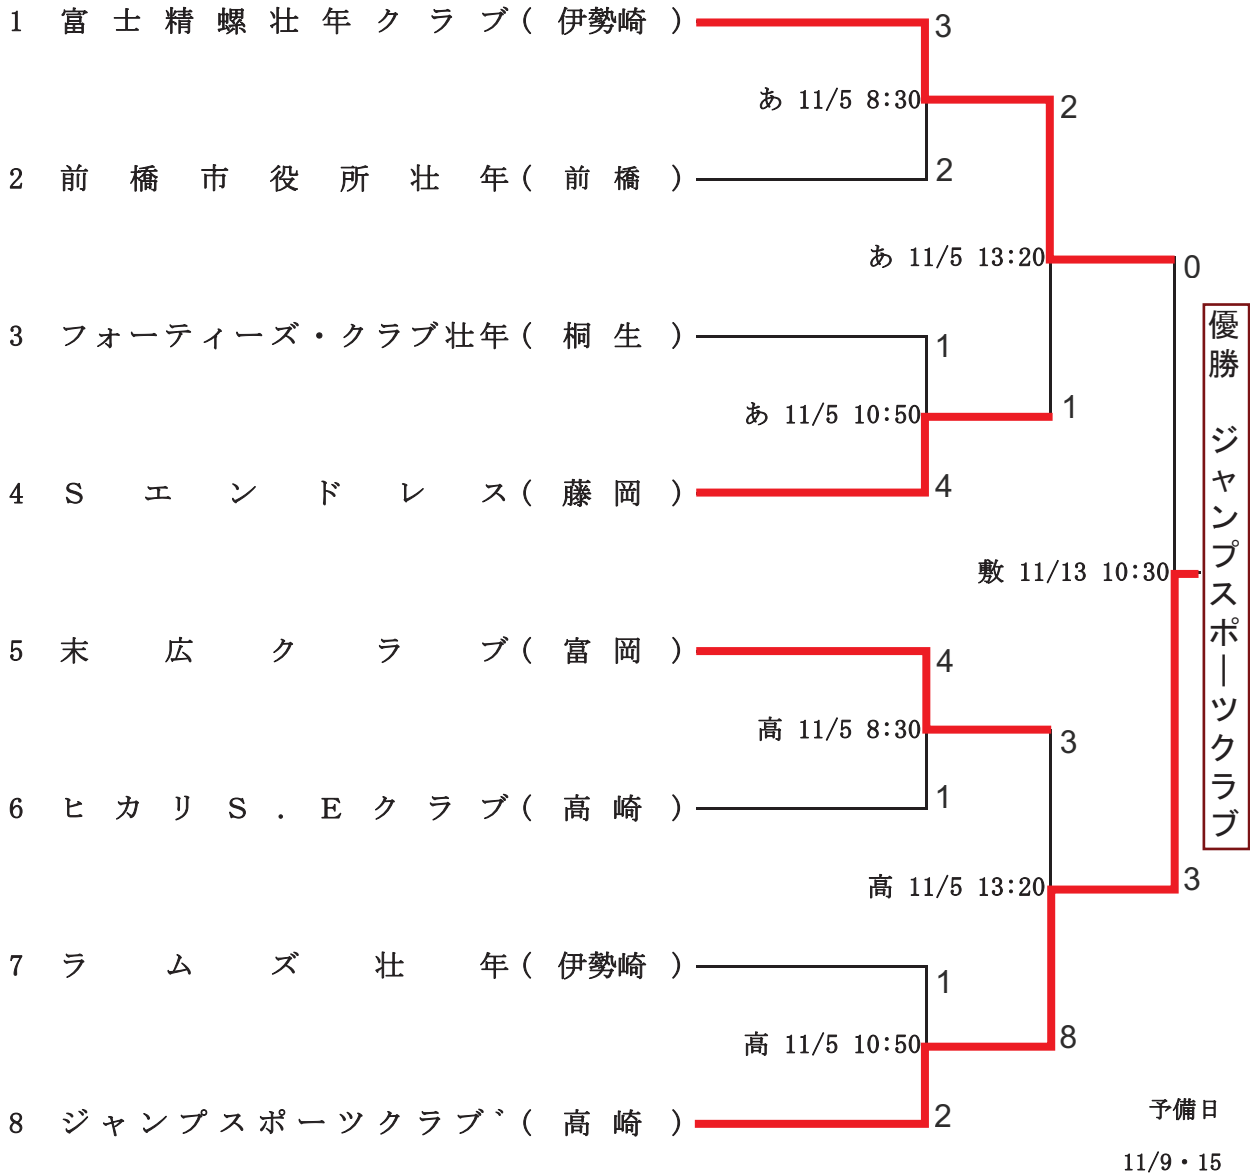 1 富士精螺壮年クラブ(伊勢崎)
3
あ 11/5 8:30
2
2 前橋市役所壮年(前橋)
2
あ 11/5 13:20
0
3 フォーティーズ・クラブ壮年(桐生)
1
あ 11/5 10:50
1
4 Sエンドレス(藤岡)
4
敷 11/13 10:30
優勝 ジャンプスポーツクラブ
5 末広クラブ(富岡)
4
高 11/5 8:30
3
6 ヒカリS.Eクラブ(高崎)
1
高 11/5 13:20
3
7 ラムズ壮年(伊勢崎)
1
高 11/5 10:50
8
8 ジャンプスポーツクラブ゛(高崎)
2
予備日
11/9・15